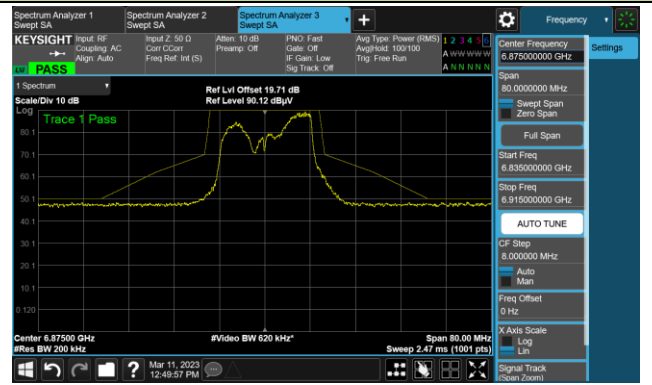 Spectrum Analyzer 1
Swept SA
Spectrum Analyzer 2
Swept SA
Spectrum Analyzer 3
Swept SA
Frequency
KEYSIGHT
Input: RF
Coupling: AC
Align: Auto
Input Z: 50 Ω
Corr CCorr
Freq Ref: Int (S)
Atten: 10 dB
Preamp: Off
PNO: Fast
Gate: Off
IF Gain: Low
Sig Track: Off
Avg Type: Power (RMS)
Avg|Hold: 100/100
Trig: Free Run
1 2 3 4 5 6
A W W W W W
A N N N N N
PASS
1 Spectrum
Scale/Div 10 dB
Ref Lvl Offset 19.71 dB
Ref Level 90.12 dBµV
Log
Trace 1 Pass
80.1
70.1
60.1
50.1
40.1
30.1
20.1
10.1
0.120
Center 6.87500 GHz
#Res BW 200 kHz
#Video BW 620 kHz*
Span 80.00 MHz
Sweep 2.47 ms (1001 pts)
Mar 11, 2023
12:49:57 PM
Center Frequency
6.875000000 GHz
Settings
Span
80.0000000 MHz
Swept Span
Zero Span
Full Span
Start Freq
6.835000000 GHz
Stop Freq
6.915000000 GHz
AUTO TUNE
CF Step
8.000000 MHz
Auto
Man
Freq Offset
0 Hz
X Axis Scale
Log
Lin
Signal Track
(Span Zoom)